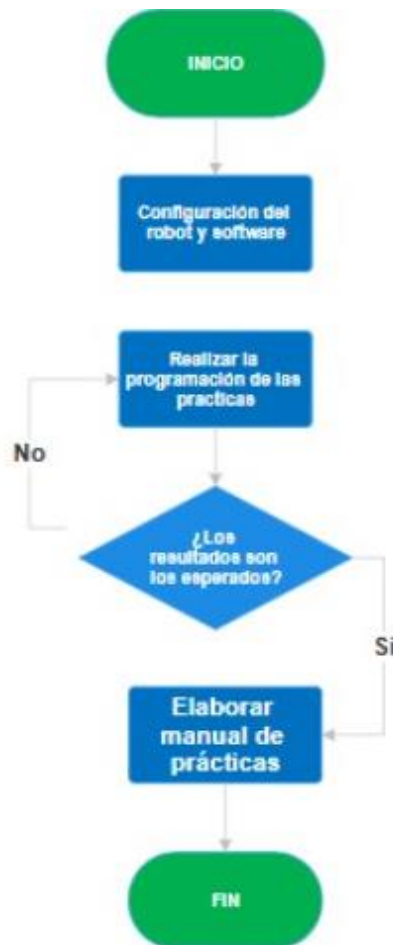 INICIO
Configuración del
robot y software
Realizar la
programación de las
practicas
No
¿Los
resultados son
los esperados?
Si
Elaborar
manual de
prácticas
FIN